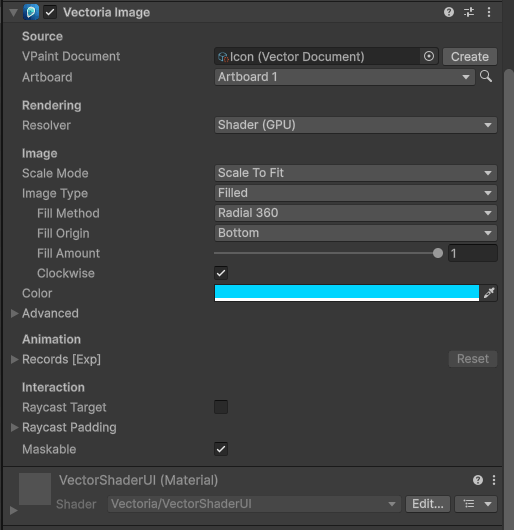 Vectoria Image
Source
VPaint Document Icon (Vector Document) Create
Artboard Artboard 1
Rendering
Resolver Shader (GPU)
Image
Scale Mode Scale To Fit
Image Type Filled
Fill Method Radial 360
Fill Origin Bottom
Fill Amount 1
Clockwise
Color
Advanced
Animation
Records [Exp] Reset
Interaction
Raycast Target
Raycast Padding
Maskable
VectorShaderUI (Material)
Shader Vectoria/VectorShaderUI Edit...